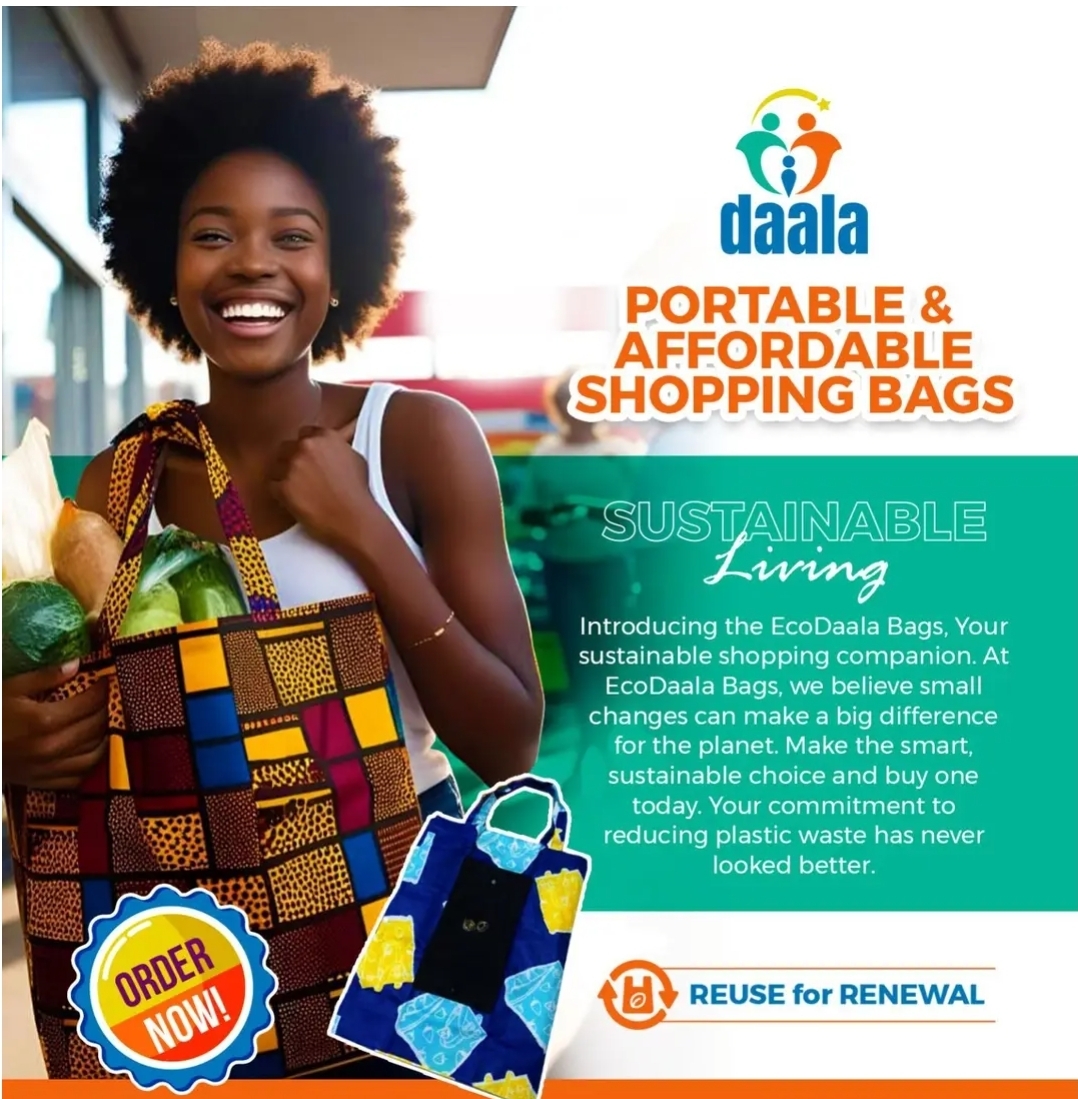 daala
PORTABLE &
AFFORDABLE
SHOPPING BAGS
SUSTAINABLE
Living
Introducing the EcoDaala Bags, Your
sustainable shopping companion. At
EcoDaala Bags, we believe small
changes can make a big difference
for the planet. Make the smart,
sustainable choice and buy one
today. Your commitment to
reducing plastic waste has never
looked better.
ORDER
NOW!
REUSE for RENEWAL